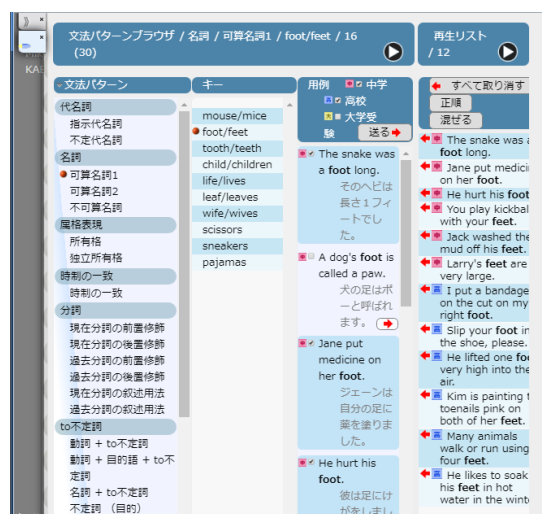 文法パターンブラウザ / 名詞 / 可算名詞1 / foot/feet / 16
(30)
再生リスト
/ 12
文法パターン
代名詞
指示代名詞
不定代名詞
名詞
可算名詞1
可算名詞2
不可算名詞
属格表現
所有格
独立所有格
時制の一致
時制の一致
分詞
現在分詞の前置修飾
現在分詞の後置修飾
過去分詞の前置修飾
過去分詞の後置修飾
現在分詞の叙述用法
過去分詞の叙述用法
to不定詞
動詞 + to不定詞
動詞 + 目的語 + to不
定詞
名詞 + to不定詞
不定詞 (目的)
キー
mouse/mice
foot/feet
tooth/teeth
child/children
life/lives
leaf/leaves
wife/wives
scissors
sneakers
pajamas
用例 中学
高校
大学受
験 送る
The snake was
a foot long.
そのヘビは
長さ1フィ
ートでし
た。
A dog's foot is
called a paw.
犬の足はポ
ーと呼ばれ
ます。
Jane put
medicine on
her foot.
ジェーンは
自分の足に
薬を塗りま
した。
He hurt his
foot.
彼は足にけ
がをしまし
すべて取り消す
正順
混ぜる
The snake was a
foot long.
Jane put medici
on her foot.
He hurt his foot
You play kickbal
with your feet.
Jack washed the
mud off his feet.
Larry's feet are
very large.
I put a bandage
on the cut on my
right foot.
Slip your foot in
the shoe, please.
He lifted one foo
very high into the
air.
Kim is painting t
toenails pink on
both of her feet.
Many animals
walk or run using
four feet.
He likes to soak
his feet in hot
water in the wint